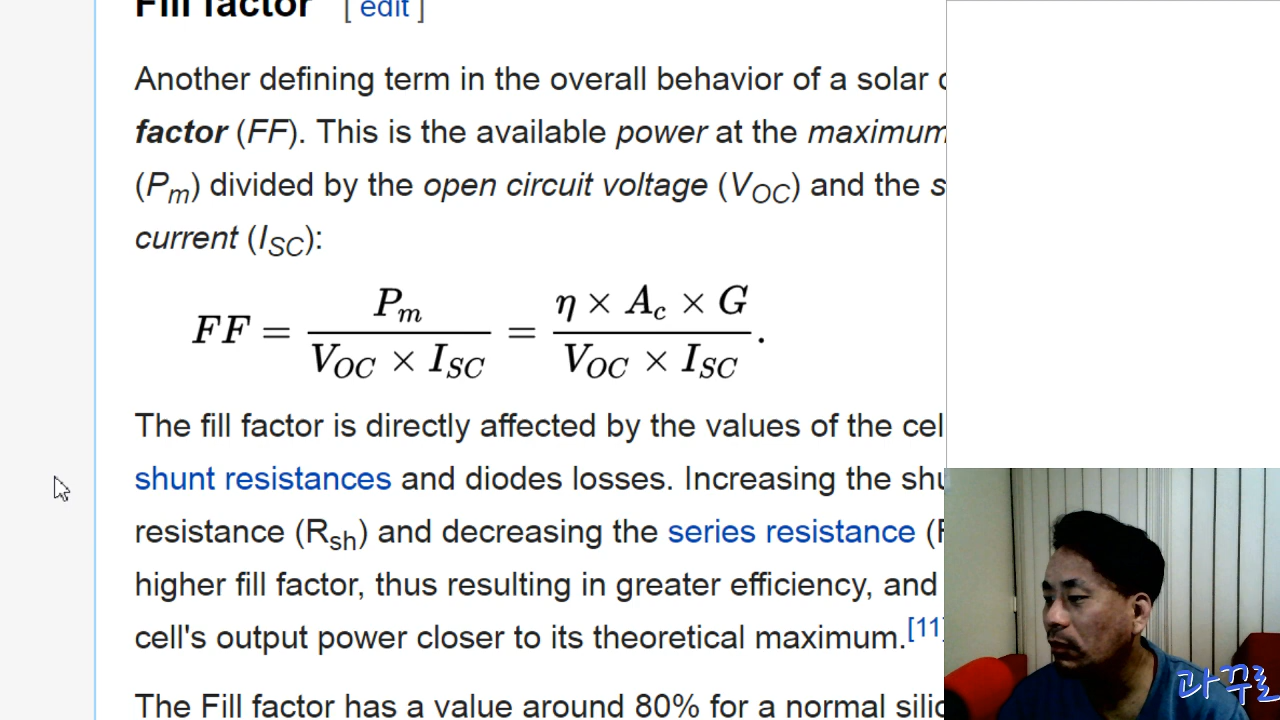 Fill factor [ edit ]
Another defining term in the overall behavior of a solar
factor (FF). This is the available power at the maximum
(Pm) divided by the open circuit voltage (VOC) and the
current (ISC):
FF = Pm / (VOC × ISC) = (η × Ac × G) / (VOC × ISC).
The fill factor is directly affected by the values of the
shunt resistances and diodes losses. Increasing the
resistance (Rsh) and decreasing the series resistance
higher fill factor, thus resulting in greater efficiency, and
cell's output power closer to its theoretical maximum.[11]
The Fill factor has a value around 80% for a normal
과꾸로